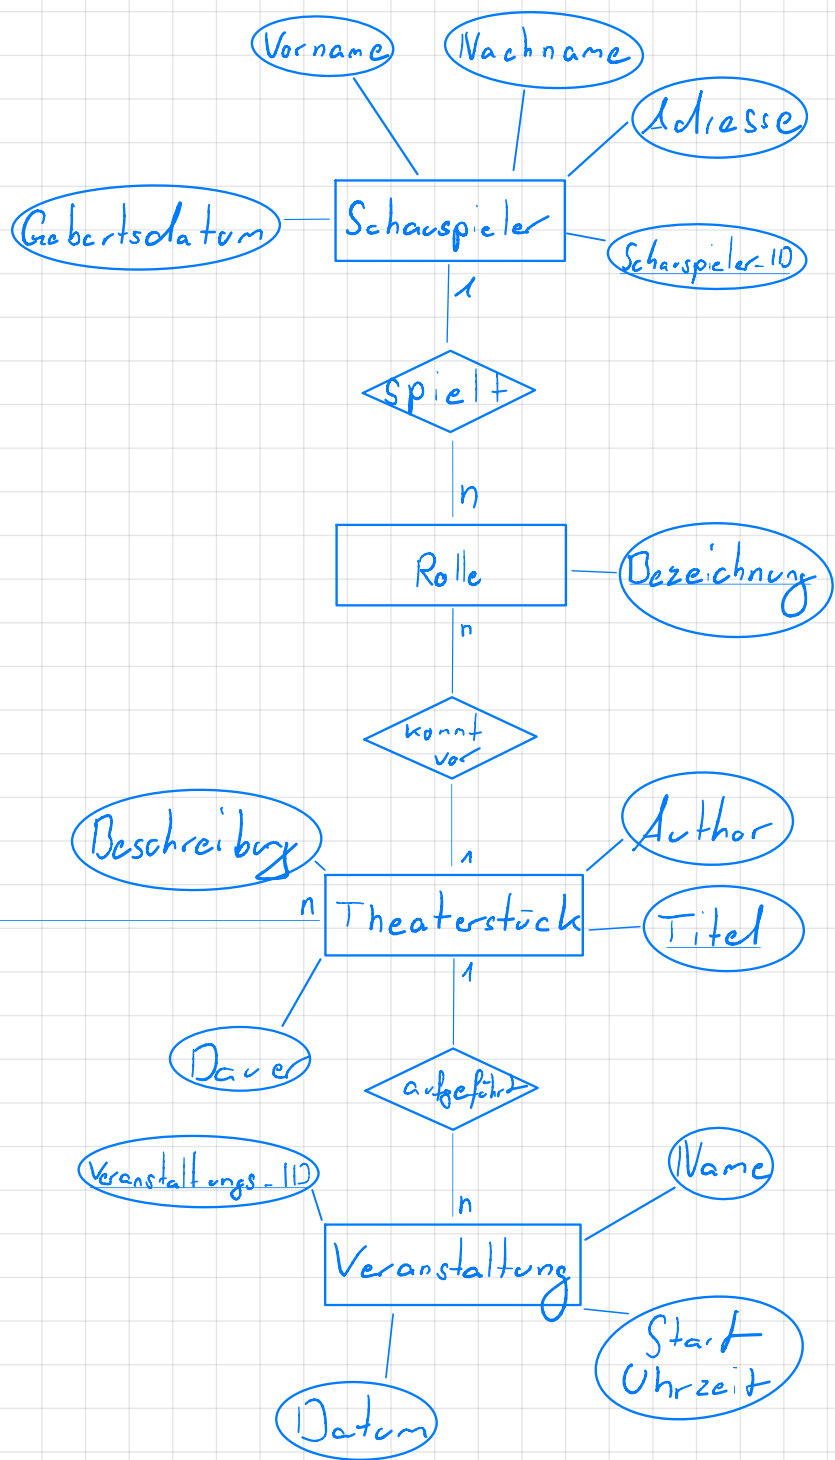 Vorname
Nachname
Adresse
Geburtsdatum
Schauspieler
Schauspieler-ID
1
spielt
n
Rolle
Bezeichnung
n
kommt
vor
Beschreibung
Author
1
n
Theaterstück
Titel
1
Dauer
aufgeführt
Veranstaltungs-ID
Name
n
Veranstaltung
Start
Uhrzeit
Datum